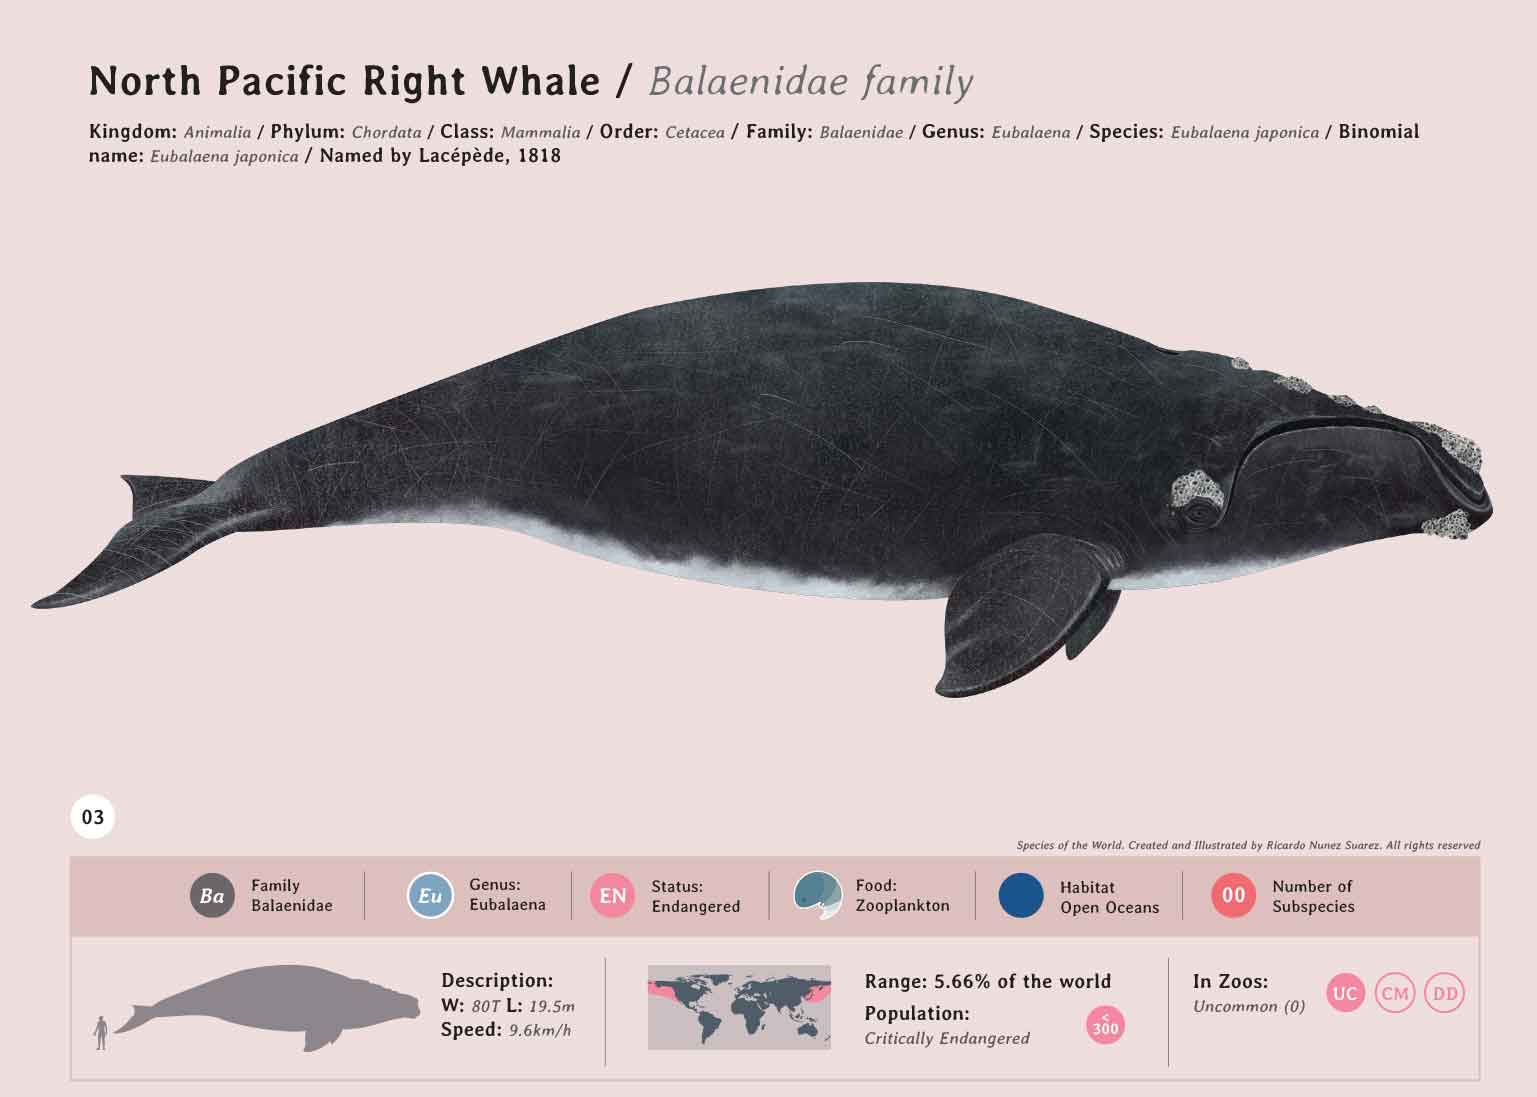 North Pacific Right Whale / Balaenidae family
Kingdom: Animalia / Phylum: Chordata / Class: Mammalia / Order: Cetacea / Family: Balaenidae / Genus: Eubalaena / Species: Eubalaena japonica / Binomial
name: Eubalaena japonica / Named by Lacépède, 1818
03
Species of the World. Created and Illustrated by Ricardo Nunez Suarez. All rights reserved
Ba
Family
Balaenidae
Eu
Genus:
Eubalaena
EN
Status:
Endangered
Food:
Zooplankton
Habitat
Open Oceans
00
Number of
Subspecies
Description:
W: 80T L: 19.5m
Speed: 9.6km/h
Range: 5.66% of the world
Population:
Critically Endangered
<
300
In Zoos:
Uncommon (0)
UC
CM
DD